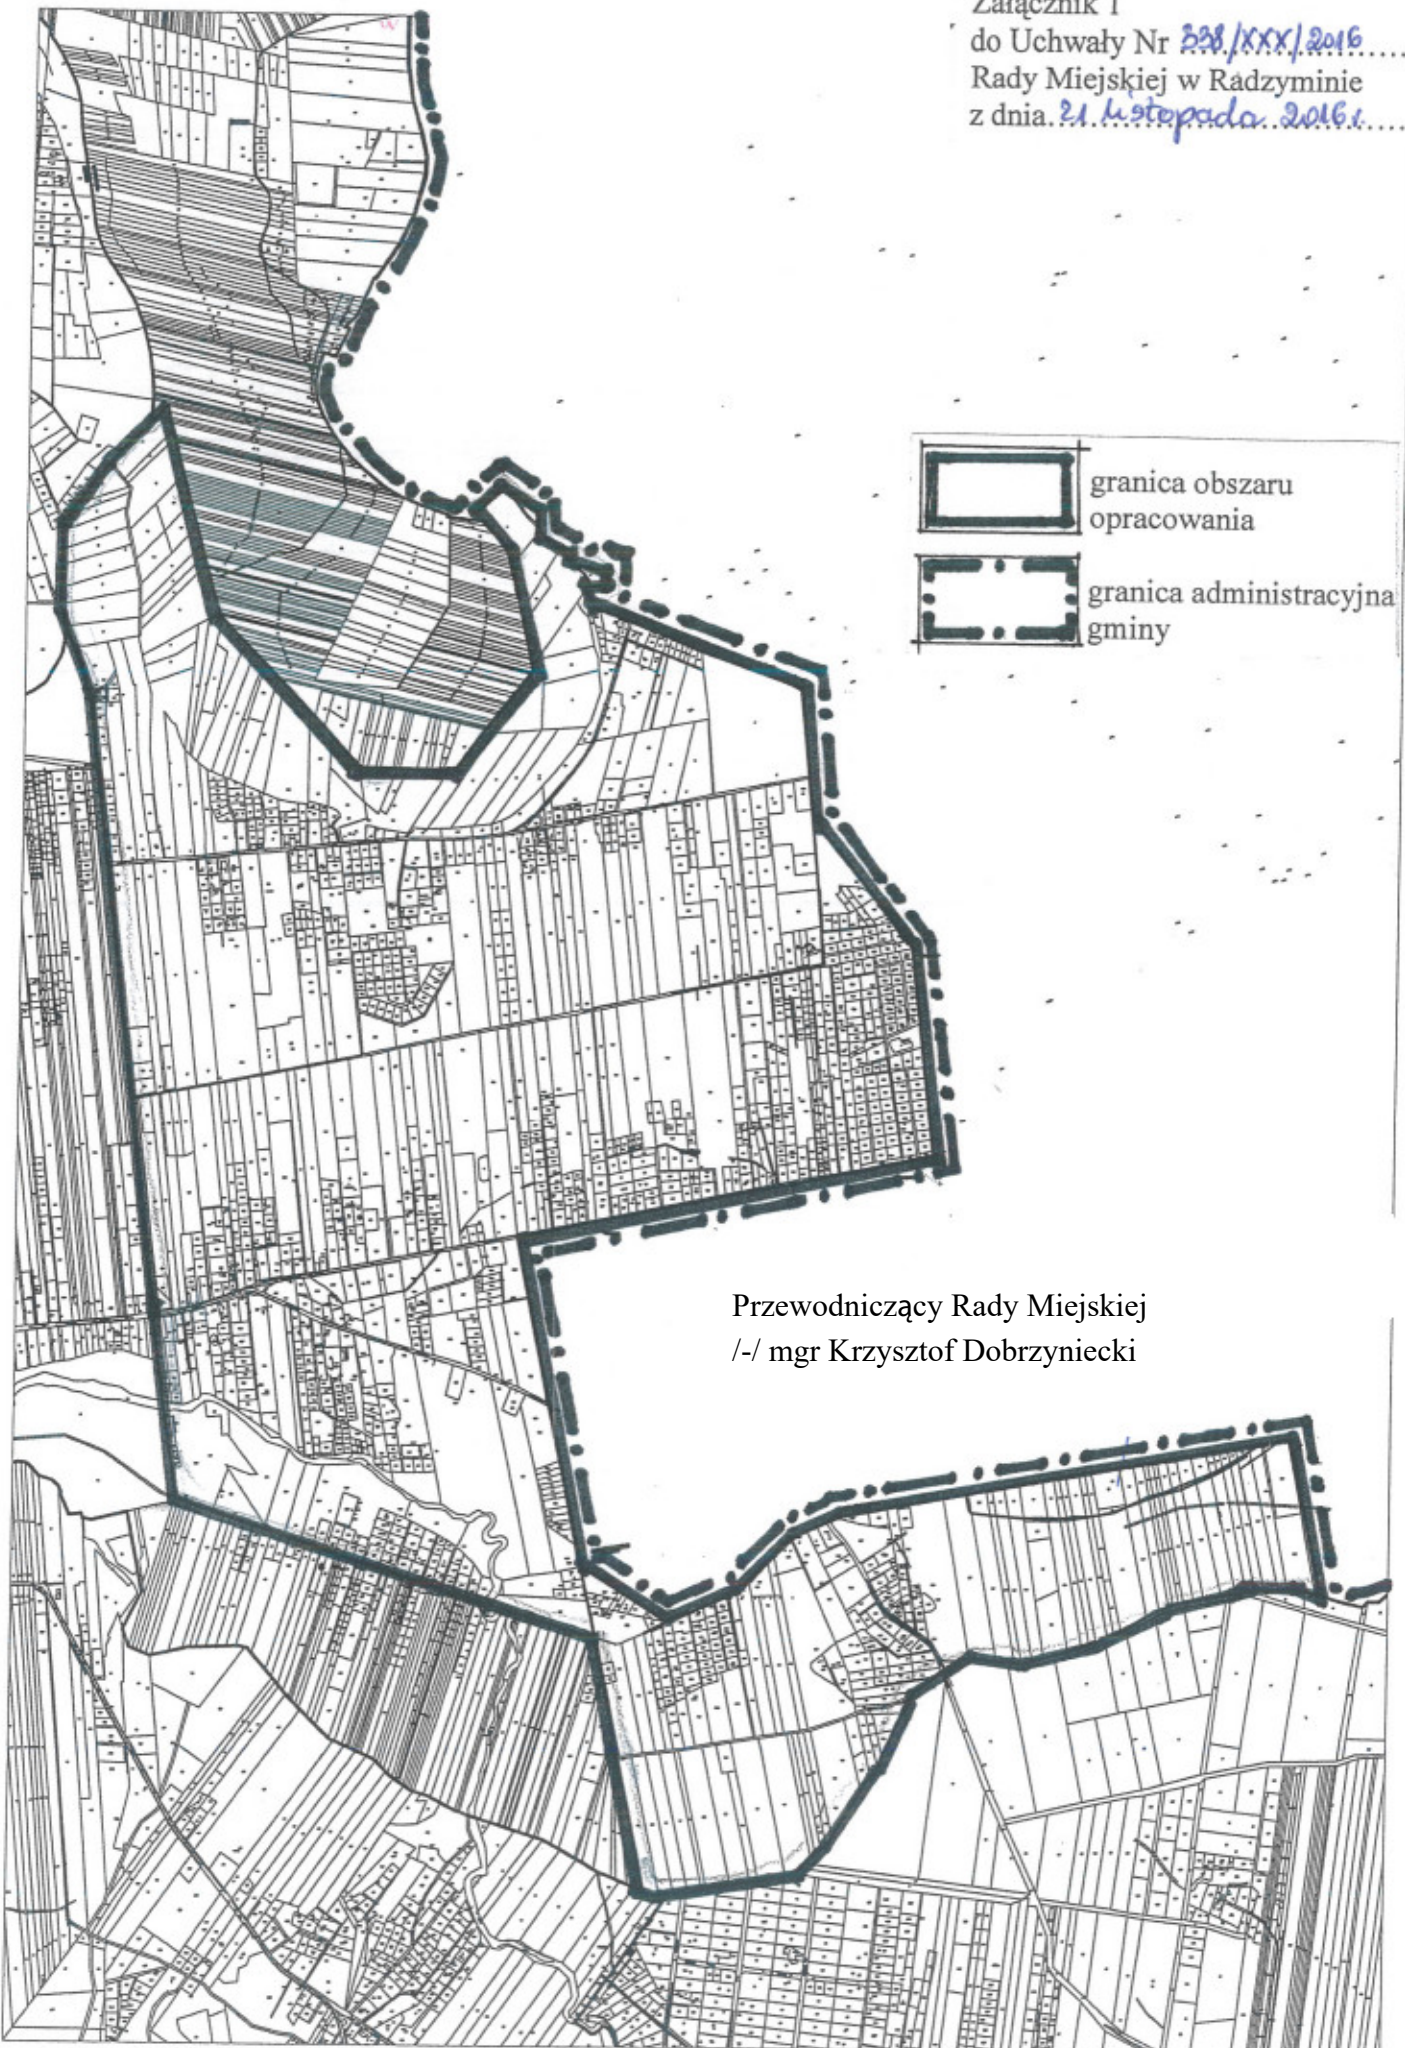 Załącznik 1
do Uchwały Nr 338/XXX/2016
Rady Miejskiej w Radzyminie
z dnia 21 listopada 2016 r.
granica obszaru
opracowania
granica administracyjna
gminy
Przewodniczący Rady Miejskiej
/-/ mgr Krzysztof Dobrzyniecki